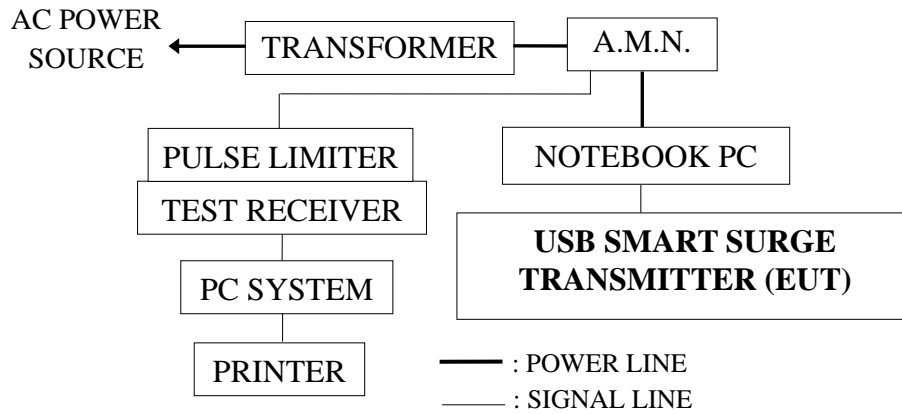 AC POWER
SOURCE
TRANSFORMER
A.M.N.
PULSE LIMITER
NOTEBOOK PC
TEST RECEIVER
USB SMART SURGE
TRANSMITTER (EUT)
PC SYSTEM
PRINTER
: POWER LINE
: SIGNAL LINE